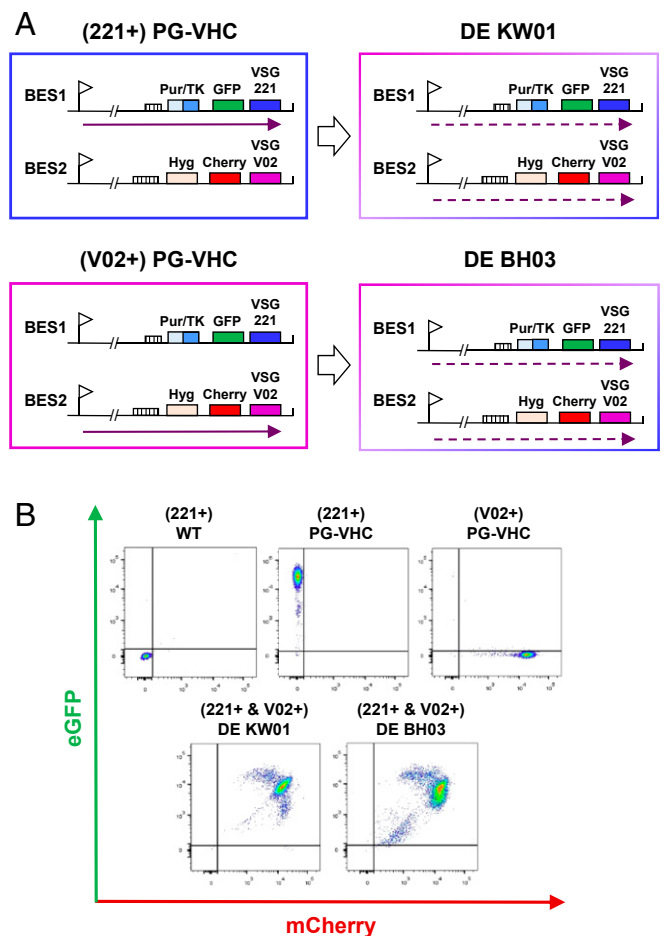 A
(221+) PG-VHC
DE KW01
BES1
Pur/TK GFP VSG 221
BES2
Hyg Cherry VSG V02
BES1
Pur/TK GFP VSG 221
BES2
Hyg Cherry VSG V02
(V02+) PG-VHC
DE BH03
BES1
Pur/TK GFP VSG 221
BES2
Hyg Cherry VSG V02
BES1
Pur/TK GFP VSG 221
BES2
Hyg Cherry VSG V02
B
(221+)
WT
(221+)
PG-VHC
(V02+)
PG-VHC
(221+ & V02+)
DE KW01
(221+ & V02+)
DE BH03
eGFP
mCherry